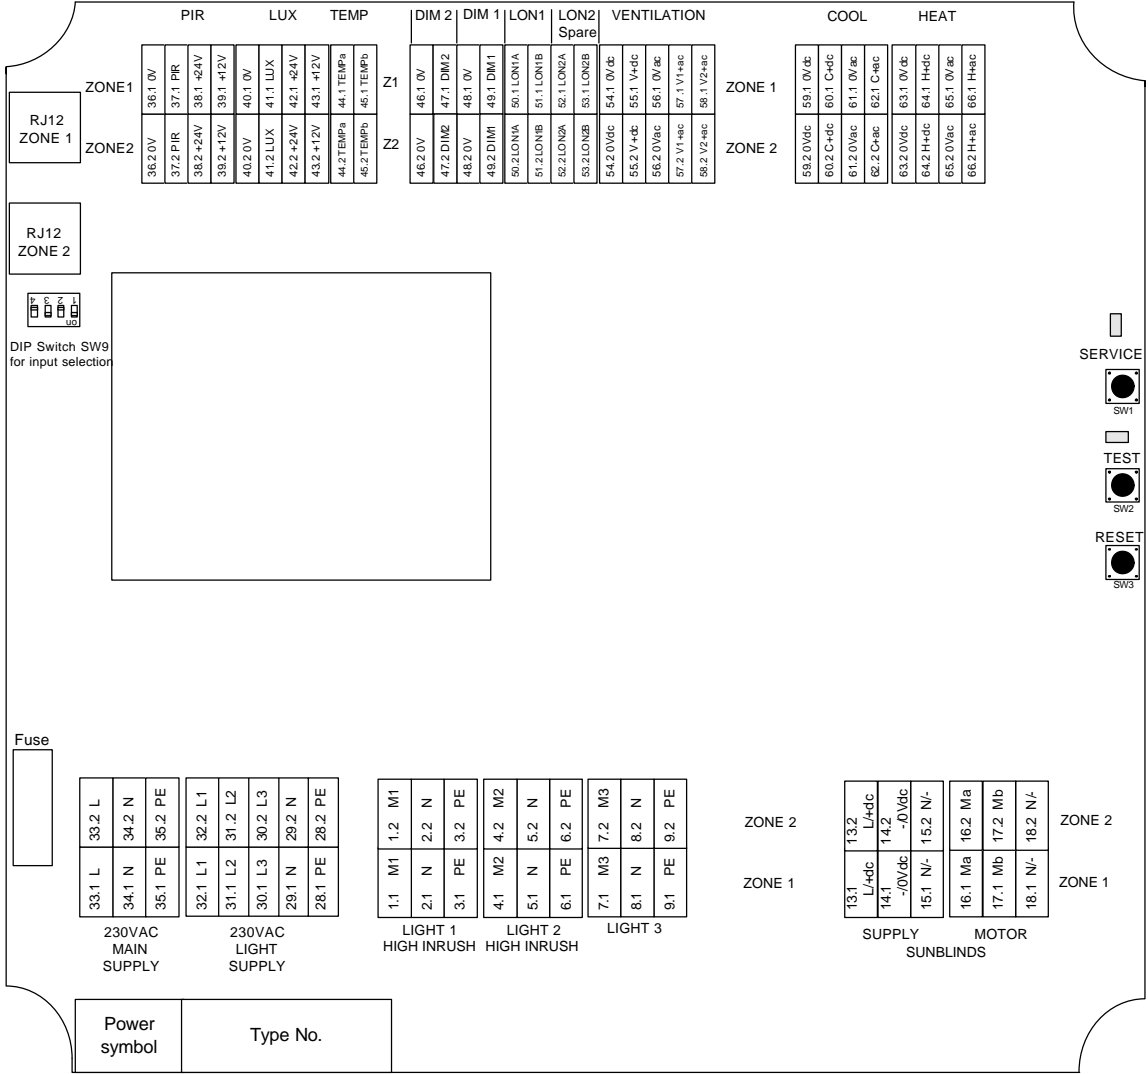 PIR LUX TEMP DIM 2 DIM 1 LON1 LON2 VENTILATION COOL HEAT
Spare
ZONE1
36.1 0V
37.1 PIR
38.1 +24V
39.1 +12V
40.1 0V
41.1 LUX
42.1 +24V
43.1 +12V
44.1 TEMPa
45.1 TEMPb
Z1
46.1 0V
47.1 DIM 2
48.1 0V
49.1 DIM 1
50.1 LON1A
51.1 LON1B
52.1 LON2A
53.1 LON2B
54.1 0Vdc
55.1 V+dc
56.1 0Vac
57.1 V1+ac
58.1 V2+ac
ZONE 1
59.1 0Vdc
60.1 C+dc
61.1 0Vac
62.1 C+ac
63.1 0Vdc
64.1 H+dc
65.1 0Vac
66.1 H+ac
ZONE2
36.2 0V
37.2 PIR
38.2 +24V
39.2 +12V
40.2 0V
41.2 LUX
42.2 +24V
43.2 +12V
44.2 TEMPa
45.2 TEMPb
Z2
46.2 0V
47.2 DIM2
48.2 0V
49.2 DIM1
50.2 LON1A
51.2 LON1B
52.2 LON2A
53.2 LON2B
54.2 0Vdc
55.2 V+dc
56.2 0Vac
57.2 V1+ac
58.2 V2+ac
ZONE 2
59.2 0Vdc
60.2 C+dc
61.2 0Vac
62.2 C+ac
63.2 0Vdc
64.2 H+dc
65.2 0Vac
66.2 H+ac
RJ12
ZONE 1
RJ12
ZONE 2
4 3 2 1
on
DIP Switch SW9
for input selection
SERVICE
SW1
TEST
SW2
RESET
SW3
Fuse
33.2 L
34.2 N
35.2 PE
32.2 L1
31.2 L2
30.2 L3
29.2 N
28.2 PE
1.2 M1
2.2 N
3.2 PE
4.2 M2
5.2 N
6.2 PE
7.2 M3
8.2 N
9.2 PE
ZONE 2
13.2
L/+dc
14.2
-/0Vdc
15.2 N/-
16.2 Ma
17.2 Mb
18.2 N/-
ZONE 2
33.1 L
34.1 N
35.1 PE
32.1 L1
31.1 L2
30.1 L3
29.1 N
28.1 PE
1.1 M1
2.1 N
3.1 PE
4.1 M2
5.1 N
6.1 PE
7.1 M3
8.1 N
9.1 PE
ZONE 1
13.1
L/+dc
14.1
-/0Vdc
15.1 N/-
16.1 Ma
17.1 Mb
18.1 N/-
ZONE 1
230VAC
MAIN
SUPPLY
230VAC
LIGHT
SUPPLY
LIGHT 1
HIGH INRUSH
LIGHT 2
HIGH INRUSH
LIGHT 3
SUPPLY MOTOR
SUNBLINDS
Power
symbol
Type No.